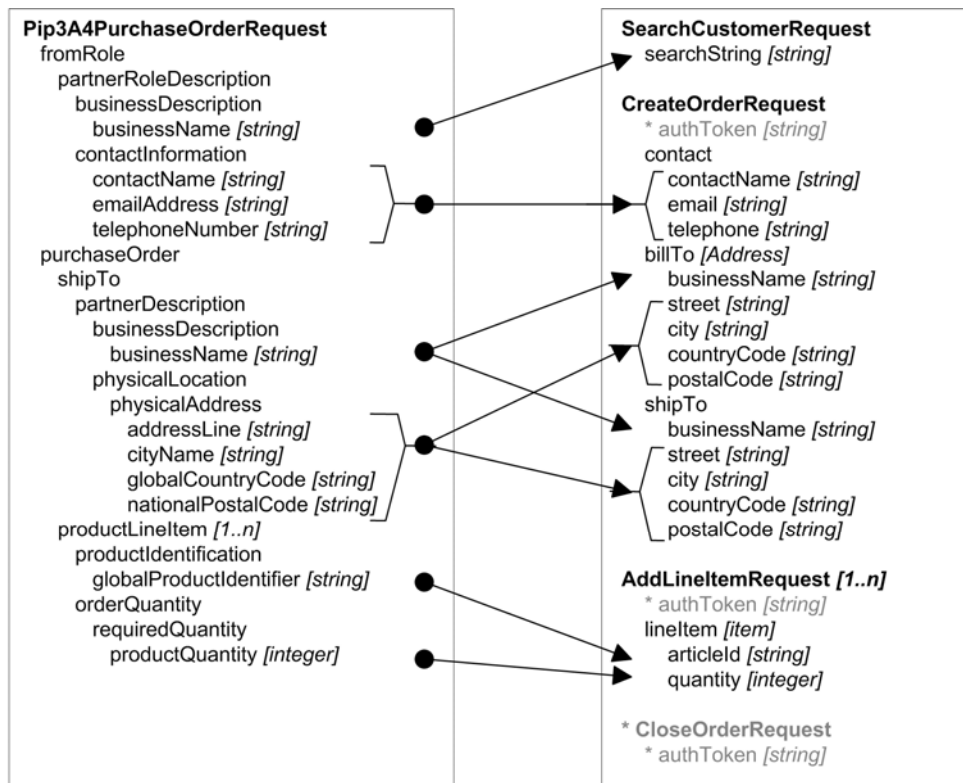 Pip3A4PurchaseOrderRequest
fromRole
partnerRoleDescription
businessDescription
businessName [string]
contactInformation
contactName [string]
emailAddress [string]
telephoneNumber [string]
purchaseOrder
shipTo
partnerDescription
businessDescription
businessName [string]
physicalLocation
physicalAddress
addressLine [string]
cityName [string]
globalCountryCode [string]
nationalPostalCode [string]
productLineItem [1..n]
productIdentification
globalProductIdentifier [string]
orderQuantity
requiredQuantity
productQuantity [integer]
SearchCustomerRequest
searchString [string]
CreateOrderRequest
* authToken [string]
contact
contactName [string]
email [string]
telephone [string]
billTo [Address]
businessName [string]
street [string]
city [string]
countryCode [string]
postalCode [string]
shipTo
businessName [string]
street [string]
city [string]
countryCode [string]
postalCode [string]
AddLineItemRequest [1..n]
* authToken [string]
lineItem [item]
articleId [string]
quantity [integer]
* CloseOrderRequest
* authToken [string]